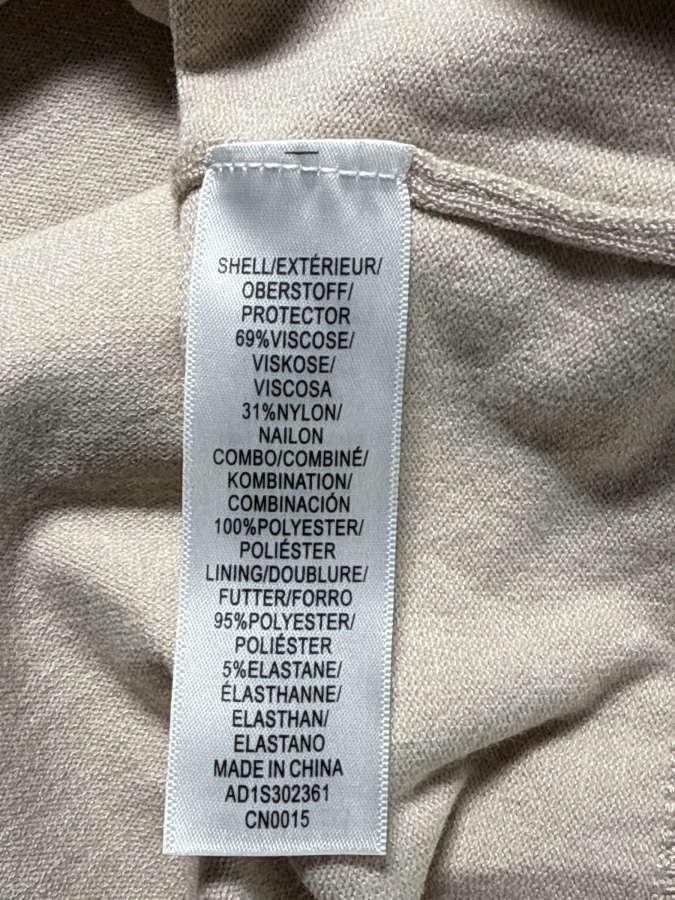 SHELL/EXTÉRIEUR/
OBERSTOFF/
PROTECTOR
69%VISCOSE/
VISKOSE/
VISCOSA
31%NYLON/
NAILON
COMBO/COMBINÉ/
KOMBINATION/
COMBINACIÓN
100%POLYESTER/
POLIÉSTER
LINING/DOUBLURE/
FUTTER/FORRO
95%POLYESTER/
POLIÉSTER
5%ELASTANE/
ÉLASTHANNE/
ELASTHAN/
ELASTANO
MADE IN CHINA
AD1S302361
CN0015